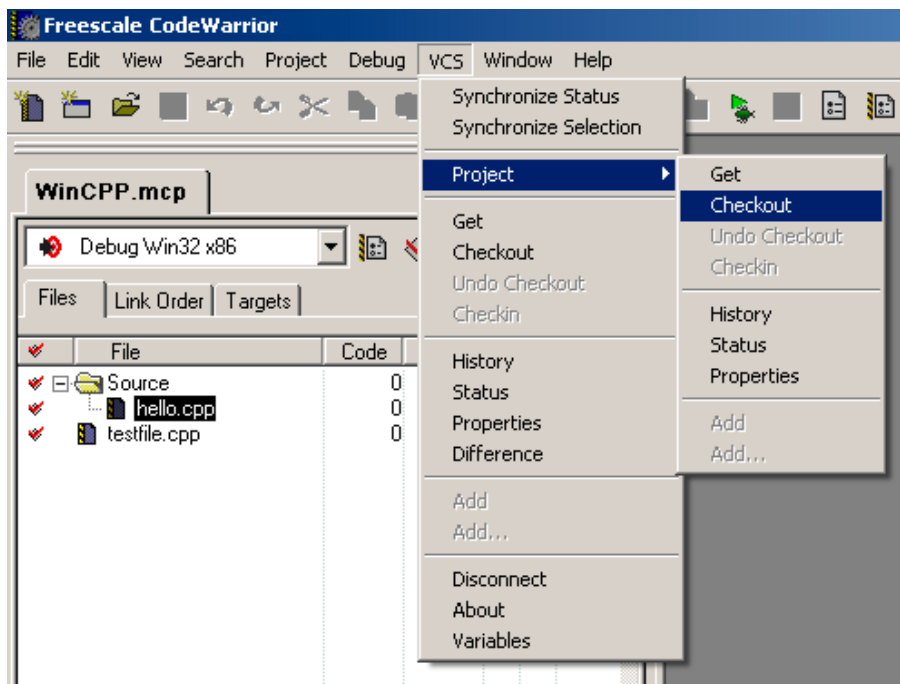 Freescale CodeWarrior
File Edit View Search Project Debug VCS Window Help
WinCPP.mcp
Debug Win32 x86
Files Link Order Targets
File Code
Source 0
hello.cpp 0
testfile.cpp 0
Synchronize Status
Synchronize Selection
Project
Get
Checkout
Undo Checkout
Checkin
History
Status
Properties
Difference
Add
Add...
Disconnect
About
Variables
Get
Checkout
Undo Checkout
Checkin
History
Status
Properties
Add
Add...